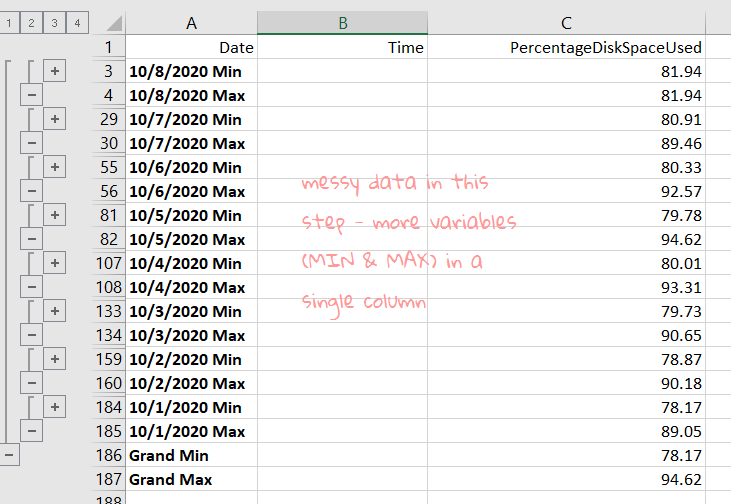 1 2 3 4 A B C
1 Date Time PercentageDiskSpaceUsed
3 10/8/2020 Min 81.94
4 10/8/2020 Max 81.94
29 10/7/2020 Min 80.91
30 10/7/2020 Max 89.46
55 10/6/2020 Min 80.33
messy data in this
56 10/6/2020 Max 92.57
81 10/5/2020 Min 79.78
step - more variables
82 10/5/2020 Max 94.62
107 10/4/2020 Min 80.01
(MIN & MAX) in a
108 10/4/2020 Max 93.31
133 10/3/2020 Min 79.73
single column
134 10/3/2020 Max 90.65
159 10/2/2020 Min 78.87
160 10/2/2020 Max 90.18
184 10/1/2020 Min 78.17
185 10/1/2020 Max 89.05
186 Grand Min 78.17
187 Grand Max 94.62
188